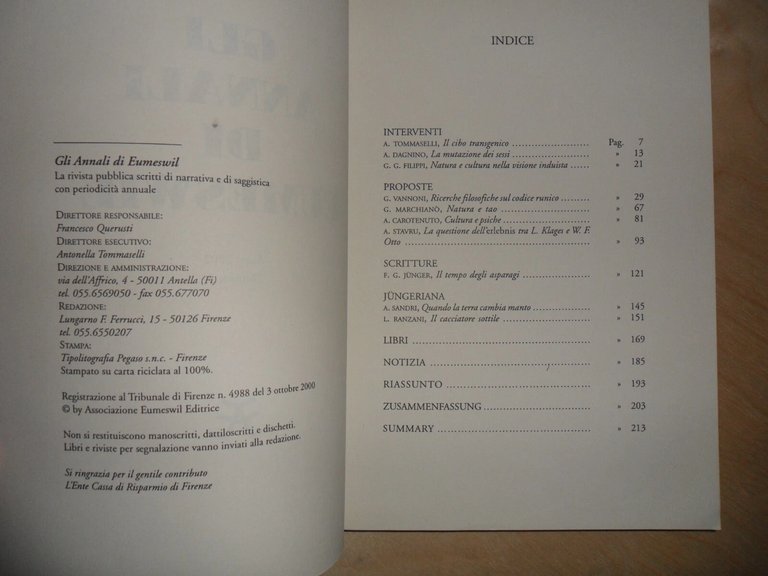 Gli Annali di Eumeswil
La rivista pubblica scritti di narrativa e di saggistica
con periodicità annuale
DIRETTORE RESPONSABILE:
Francesco Querusti
DIRETTORE ESECUTIVO:
Antonella Tommaselli
DIREZIONE E AMMINISTRAZIONE:
via dell'Affrico, 4 - 50011 Antella (Fi)
tel. 055.6569050 - fax 055.677070
REDAZIONE:
Lungarno F. Ferrucci, 15 - 50126 Firenze
tel. 055.6550207
STAMPA:
Tipolitografia Pegaso s.n.c. - Firenze
Stampato su carta riciclata al 100%.
Registrazione al Tribunale di Firenze n. 4988 del 3 ottobre 2000
© by Associazione Eumeswil Editrice
Non si restituiscono manoscritti, dattiloscritti e dischetti.
Libri e riviste per segnalazione vanno inviati alla redazione.
Si ringrazia per il gentile contributo
L'Ente Cassa di Risparmio di Firenze
INDICE
INTERVENTI
A. TOMMASELLI, Il cibo transgenico ........................ Pag. 7
A. DAGNINO, La mutazione dei sessi ........................ » 13
G. G. FILIPPI, Natura e cultura nella visione induista ...... » 21
PROPOSTE
G. VANNONI, Ricerche filosofiche sul codice runico ......... » 29
G. MARCHIANÒ, Natura e tao ........................ » 67
A. CAROTENUTO, Cultura e psiche ........................ » 81
A. STAVRU, La questione dell'erlebnis tra L. Klages e W. F.
Otto ........................ » 93
SCRITTURE
F. G. JÜNGER, Il tempo degli asparagi ........................ » 121
JÜNGERIANA
A. SANDRI, Quando la terra cambia manto ........................ » 145
L. RANZANI, Il cacciatore sottile ........................ » 151
LIBRI ........................ » 169
NOTIZIA ........................ » 185
RIASSUNTO ........................ » 193
ZUSAMMENFASSUNG ........................ » 203
SUMMARY ........................ » 213